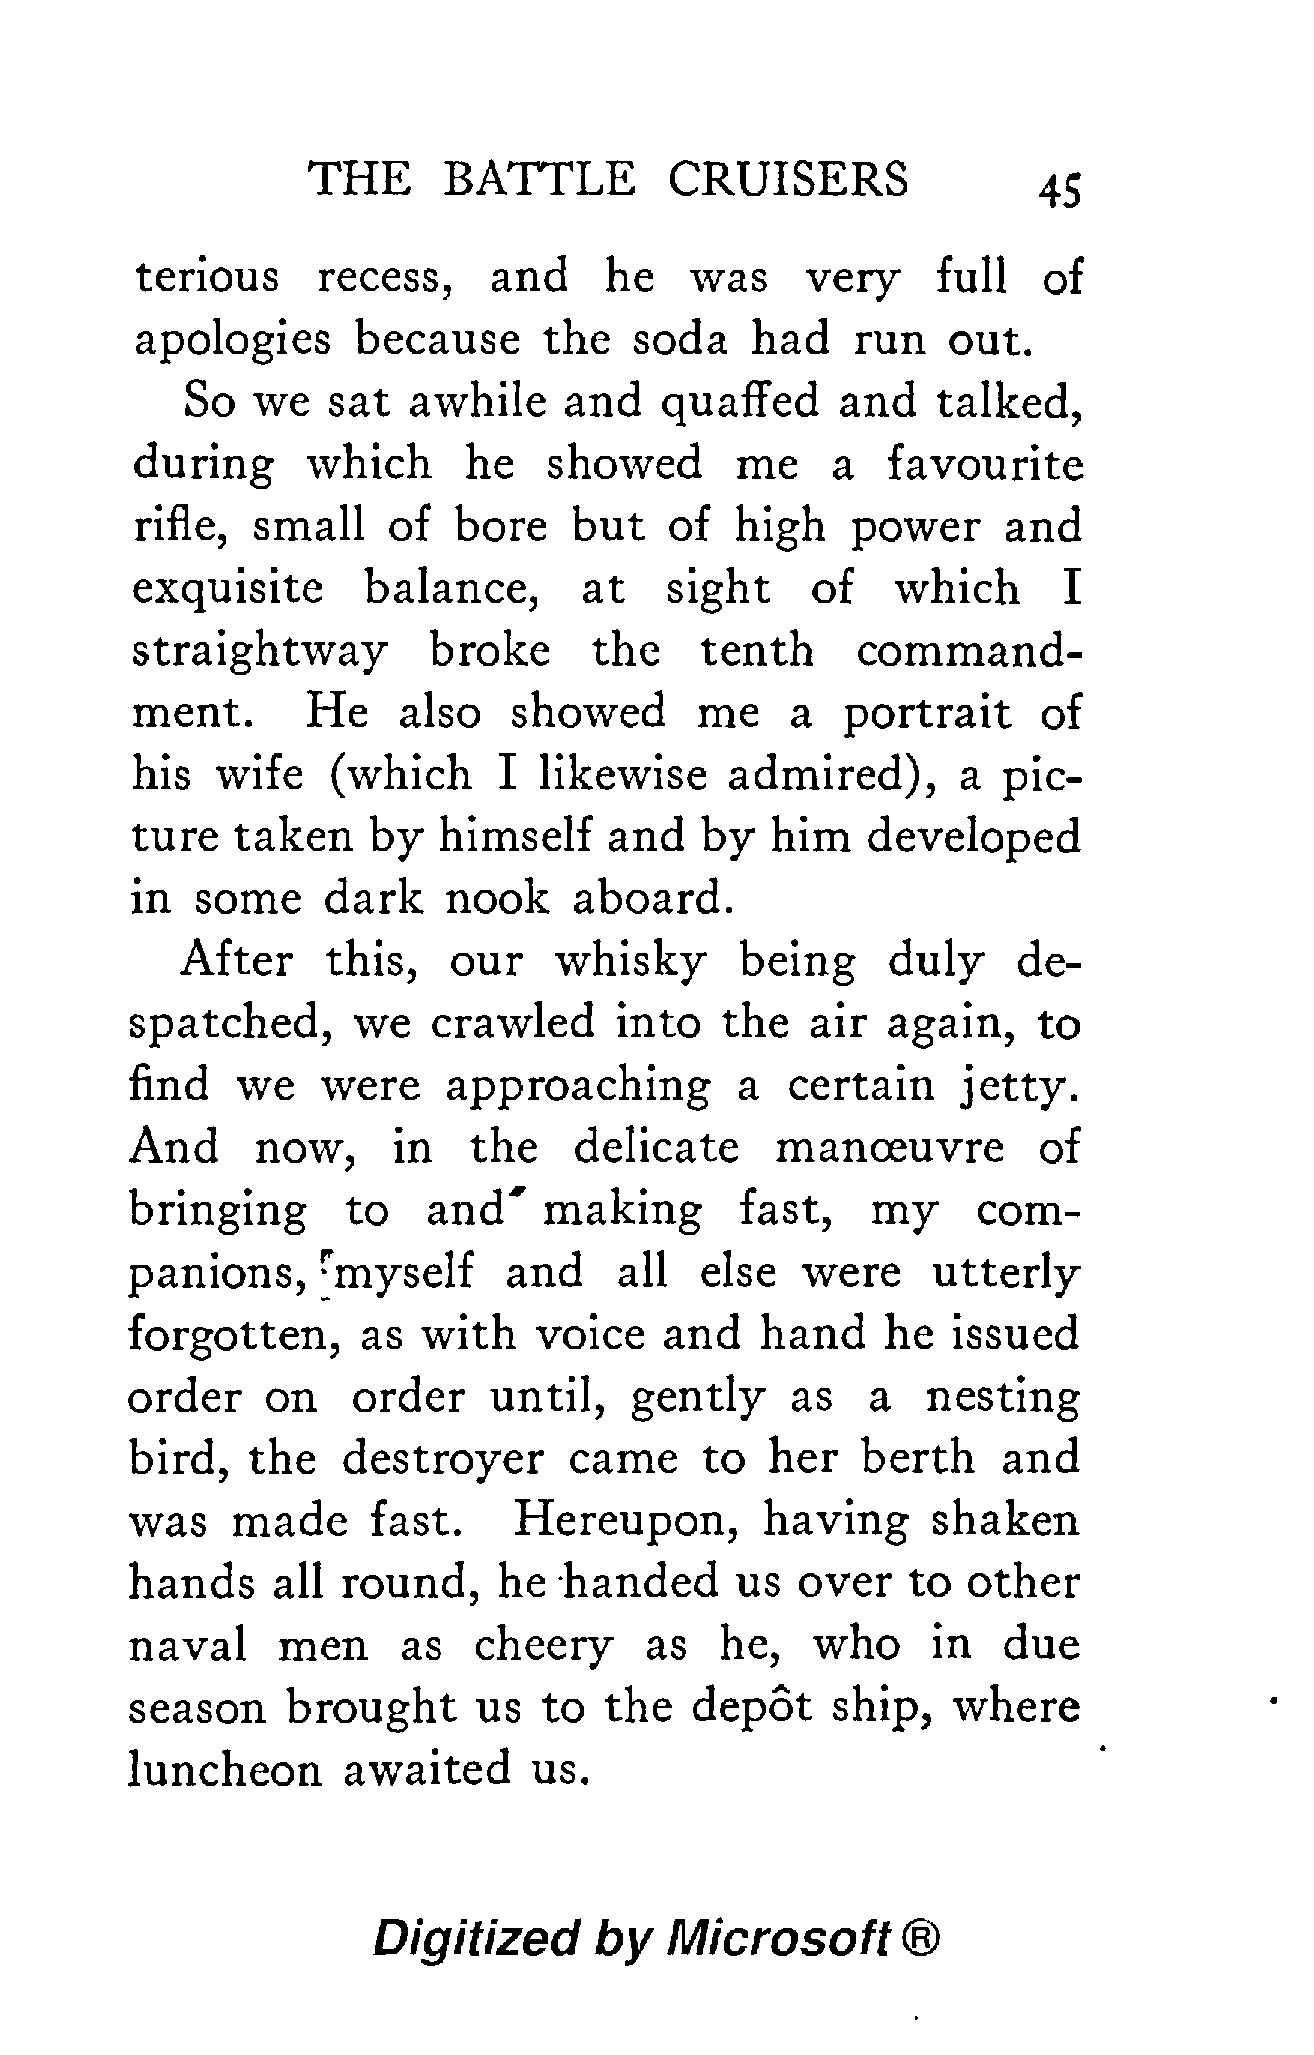 THE BATTLE CRUISERS 45
terious recess, and he was very full of
apologies because the soda had run out.
So we sat awhile and quaffed and talked,
during which he showed me a favourite
rifle, small of bore but of high power and
exquisite balance, at sight of which I
straightway broke the tenth command-
ment. He also showed me a portrait of
his wife (which I likewise admired), a pic-
ture taken by himself and by him developed
in some dark nook aboard.
After this, our whisky being duly de-
spatched, we crawled into the air again, to
find we were approaching a certain jetty.
And now, in the delicate manœuvre of
bringing to and making fast, my com-
panions, myself and all else were utterly
forgotten, as with voice and hand he issued
order on order until, gently as a nesting
bird, the destroyer came to her berth and
was made fast. Hereupon, having shaken
hands all round, he handed us over to other
naval men as cheery as he, who in due
season brought us to the depôt ship, where
luncheon awaited us.
Digitized by Microsoft ®